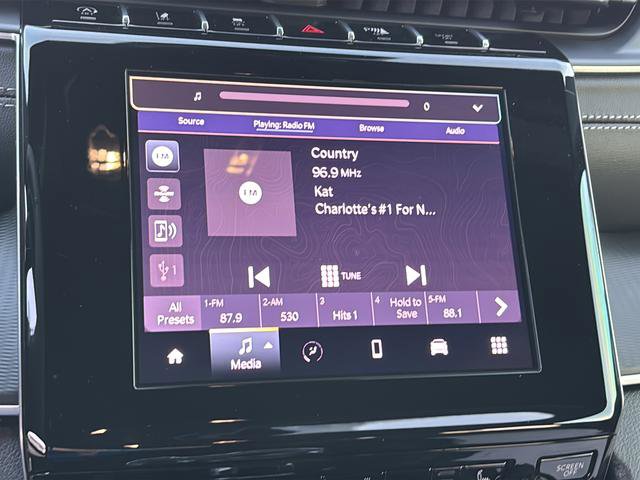 0
Source Playing: Radio FM Browse Audio
FM
FM
Country
96.9 MHz
Kat
Charlotte's #1 For N...
1
TUNE
All Presets
1-FM
87.9
2-AM
530
3
Hits 1
4
Hold to Save
5-FM
88.1
Media
SCREEN OFF